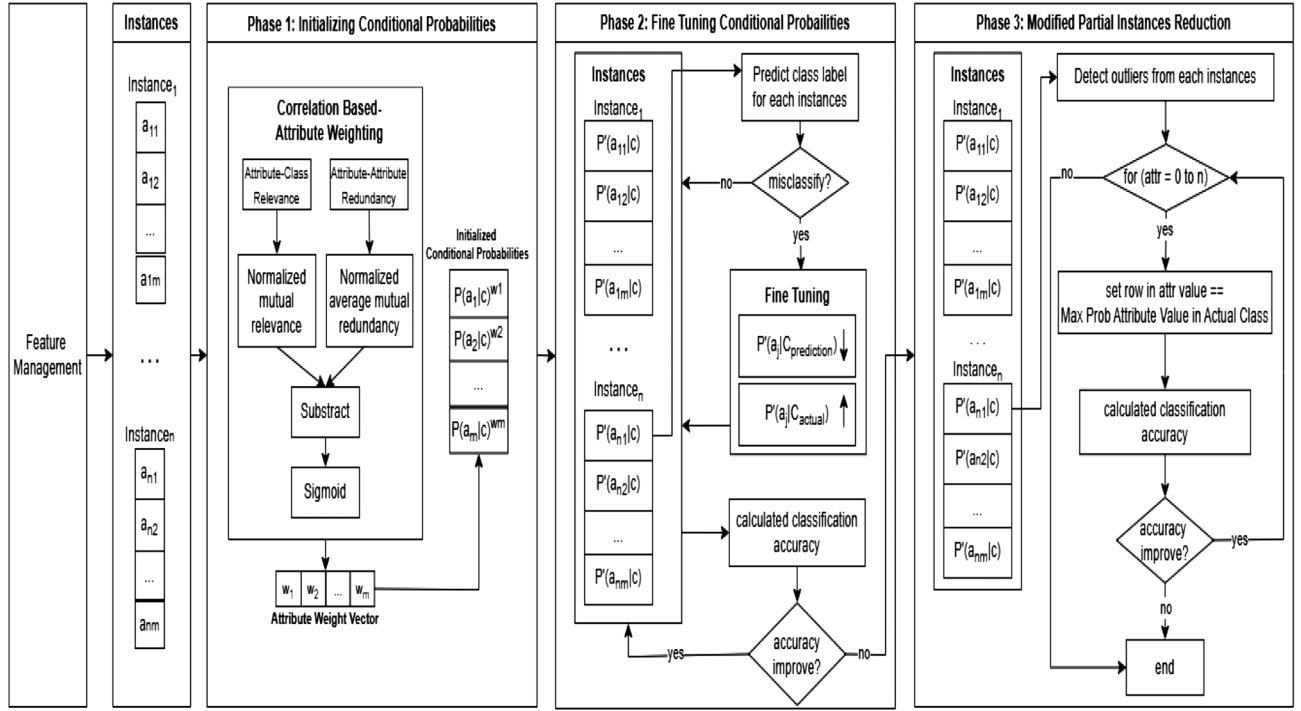 Feature
Management
Instances
Instance1
a11
a12
...
a1m
...
Instancen
an1
an2
...
anm
Phase 1: Initializing Conditional Probabilities
Correlation Based-
Attribute Weighting
Attribute-Class
Relevance
Attribute-Attribute
Redundancy
Normalized
mutual
relevance
Normalized
average mutual
redundancy
Substract
Sigmoid
w1 w2 ... wm
Attribute Weight Vector
Initialized
Conditional Probabilities
P(a1|c)^w1
P(a2|c)^w2
...
P(am|c)^wm
Phase 2: Fine Tuning Conditional Probailities
Instances
Instance1
P'(a11|c)
P'(a12|c)
...
P'(a1m|c)
...
Instancen
P'(an1|c)
P'(an2|c)
...
P'(anm|c)
Predict class label
for each instances
misclassify?
no
yes
Fine Tuning
P'(aj|Cprediction)
P'(aj|Cactual)
calculated classification
accuracy
accuracy
improve?
yes
no
Phase 3: Modified Partial Instances Reduction
Instances
Instance1
P'(a11|c)
P'(a12|c)
...
P'(a1m|c)
...
Instancen
P'(an1|c)
P'(an2|c)
...
P'(anm|c)
Detect outliers from each instances
for (attr = 0 to n)
no
yes
set row in attr value ==
Max Prob Attribute Value in Actual Class
calculated classification
accuracy
accuracy
improve?
yes
no
end